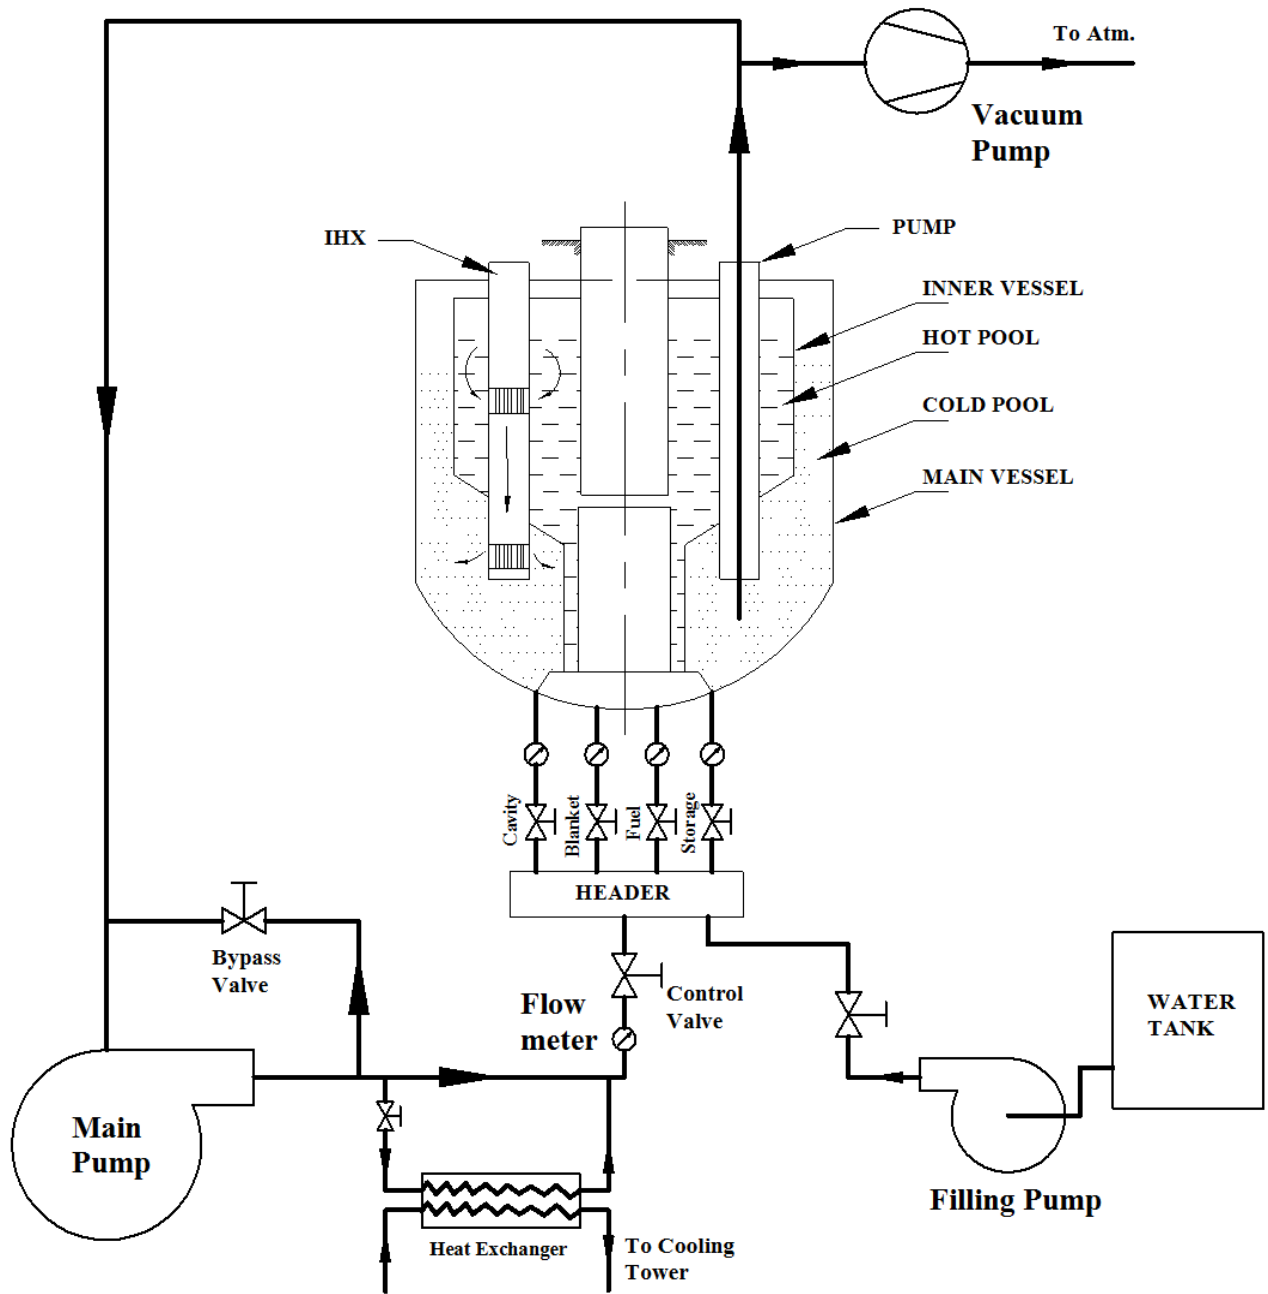 To Atm.
Vacuum
Pump
IHX
PUMP
INNER VESSEL
HOT POOL
COLD POOL
MAIN VESSEL
Cavity
Blanket
Fuel
Storage
HEADER
Bypass
Valve
Flow
meter
Control
Valve
WATER
TANK
Main
Pump
Filling Pump
Heat Exchanger
To Cooling
Tower